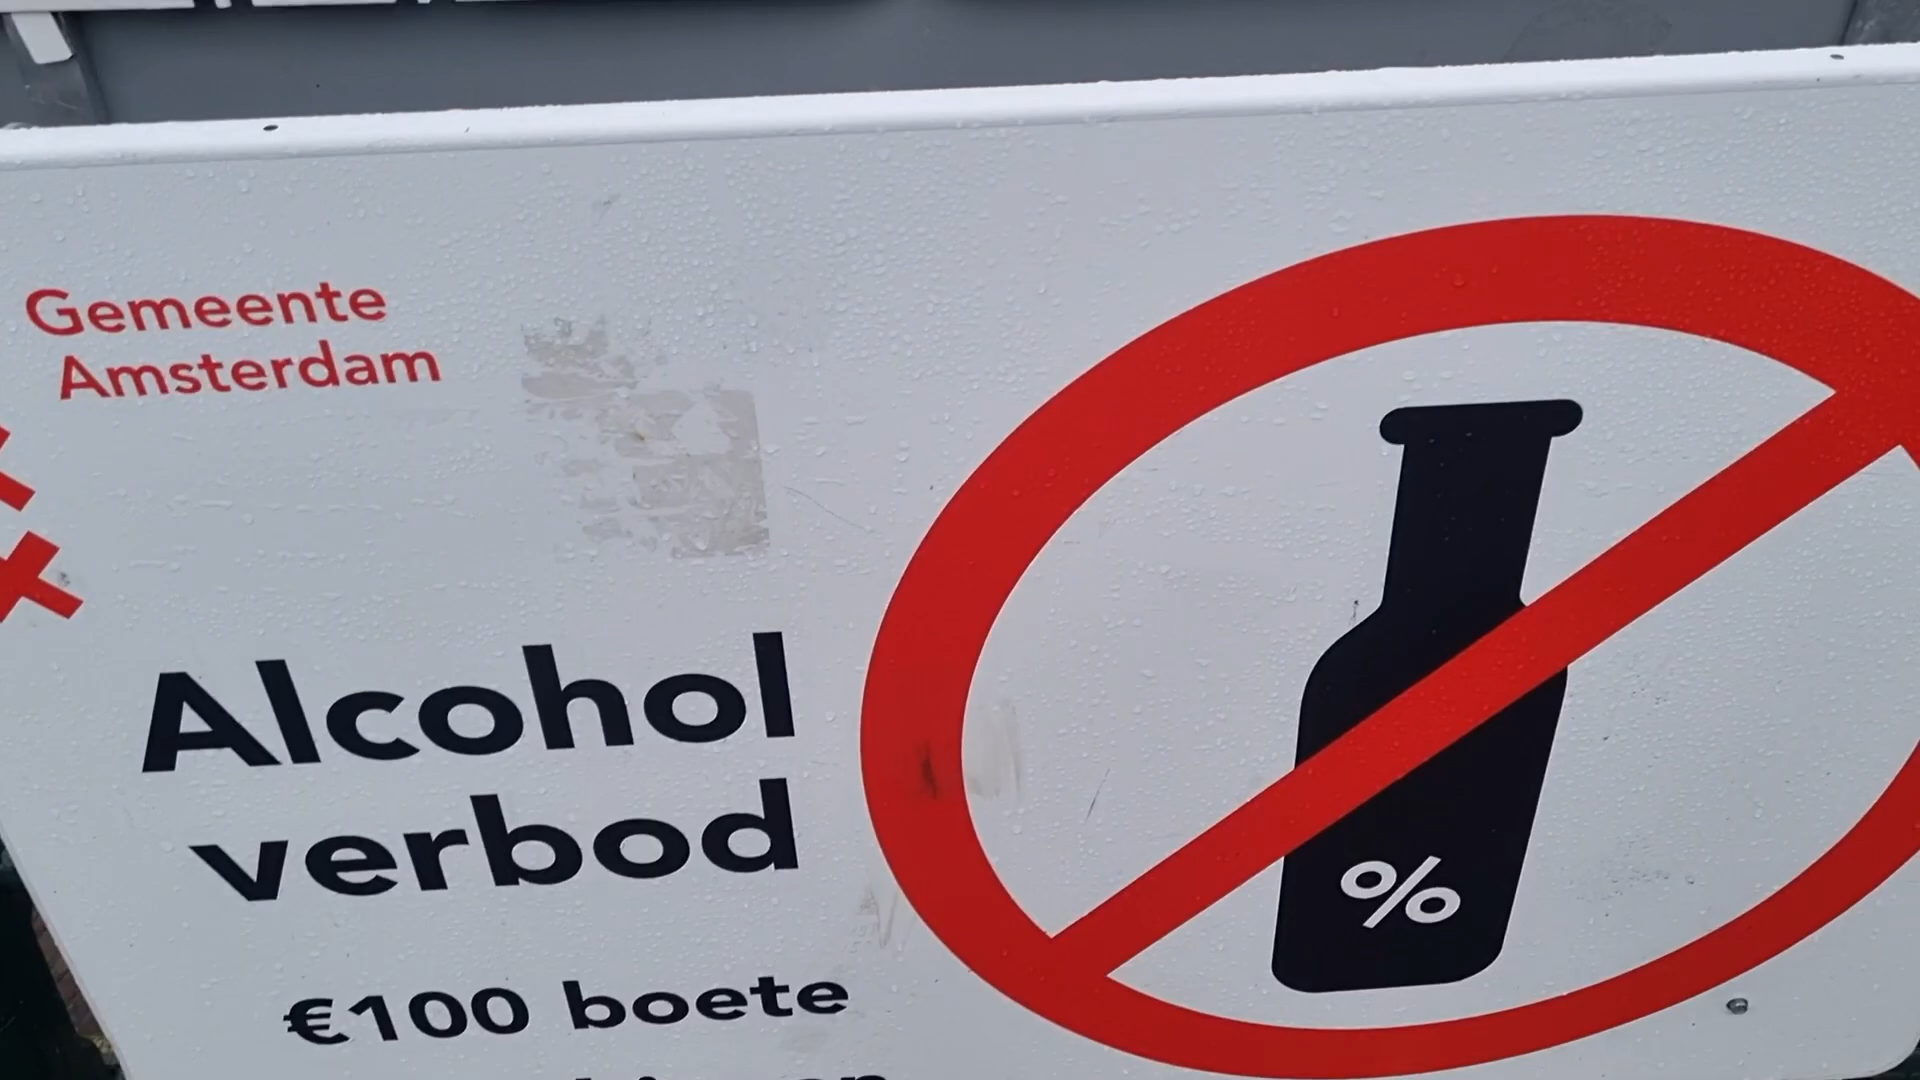 Gemeente
Amsterdam
Alcohol
verbod
€100 boete
%